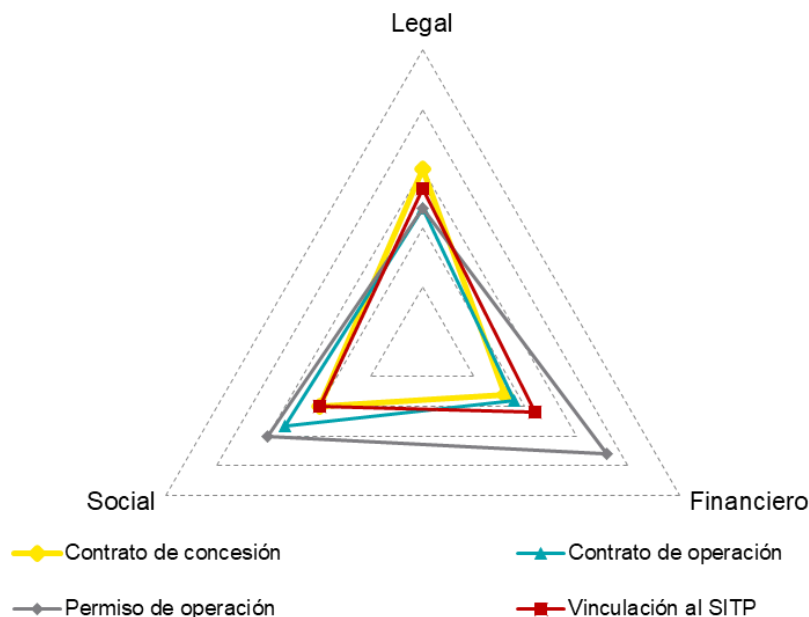 Legal
Social
Financiero
Contrato de concesión
Contrato de operación
Permiso de operación
Vinculación al SITP